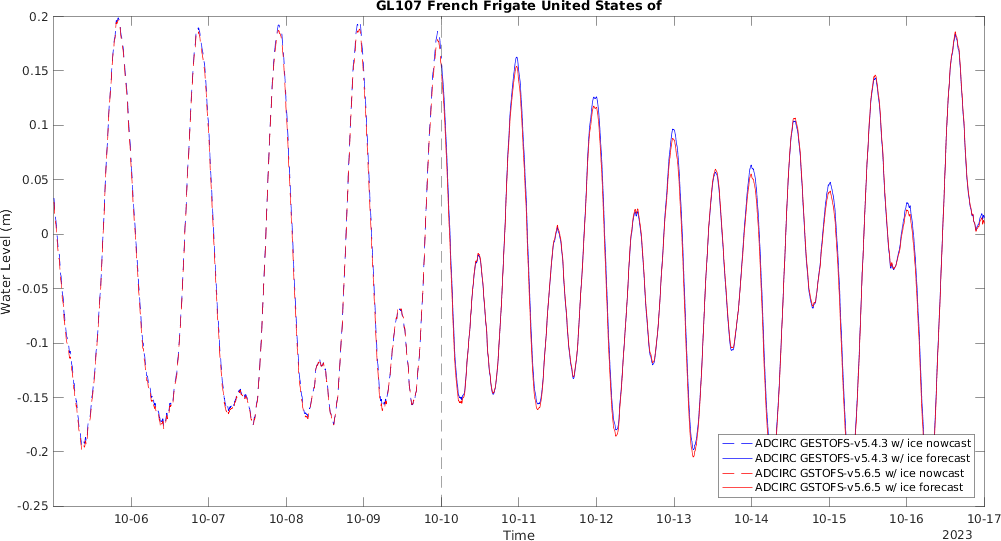 GL107 French Frigate United States of
0.2
0.15
0.1
0.05
0
-0.05
-0.1
-0.15
-0.2
-0.25
Water Level (m)
ADCIRC GESTOFS-v5.4.3 w/ ice nowcast
ADCIRC GESTOFS-v5.4.3 w/ ice forecast
ADCIRC GSTOFS-v5.6.5 w/ ice nowcast
ADCIRC GSTOFS-v5.6.5 w/ ice forecast
10-06 10-07 10-08 10-09 10-10 10-11 10-12 10-13 10-14 10-15 10-16 10-17
Time
2023